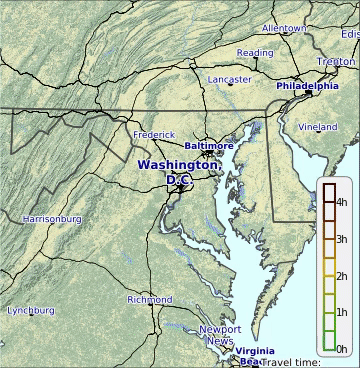 Allentown
Edis
Reading
Trenton
Lancaster
Philadelphia
Vineland
Frederick
Baltimore
Washington,
D.C.
Harrisonburg
4h
3h
2h
1h
0h
Richmond
Lynchburg
Newport
News
Virginia
Beac
Travel time: